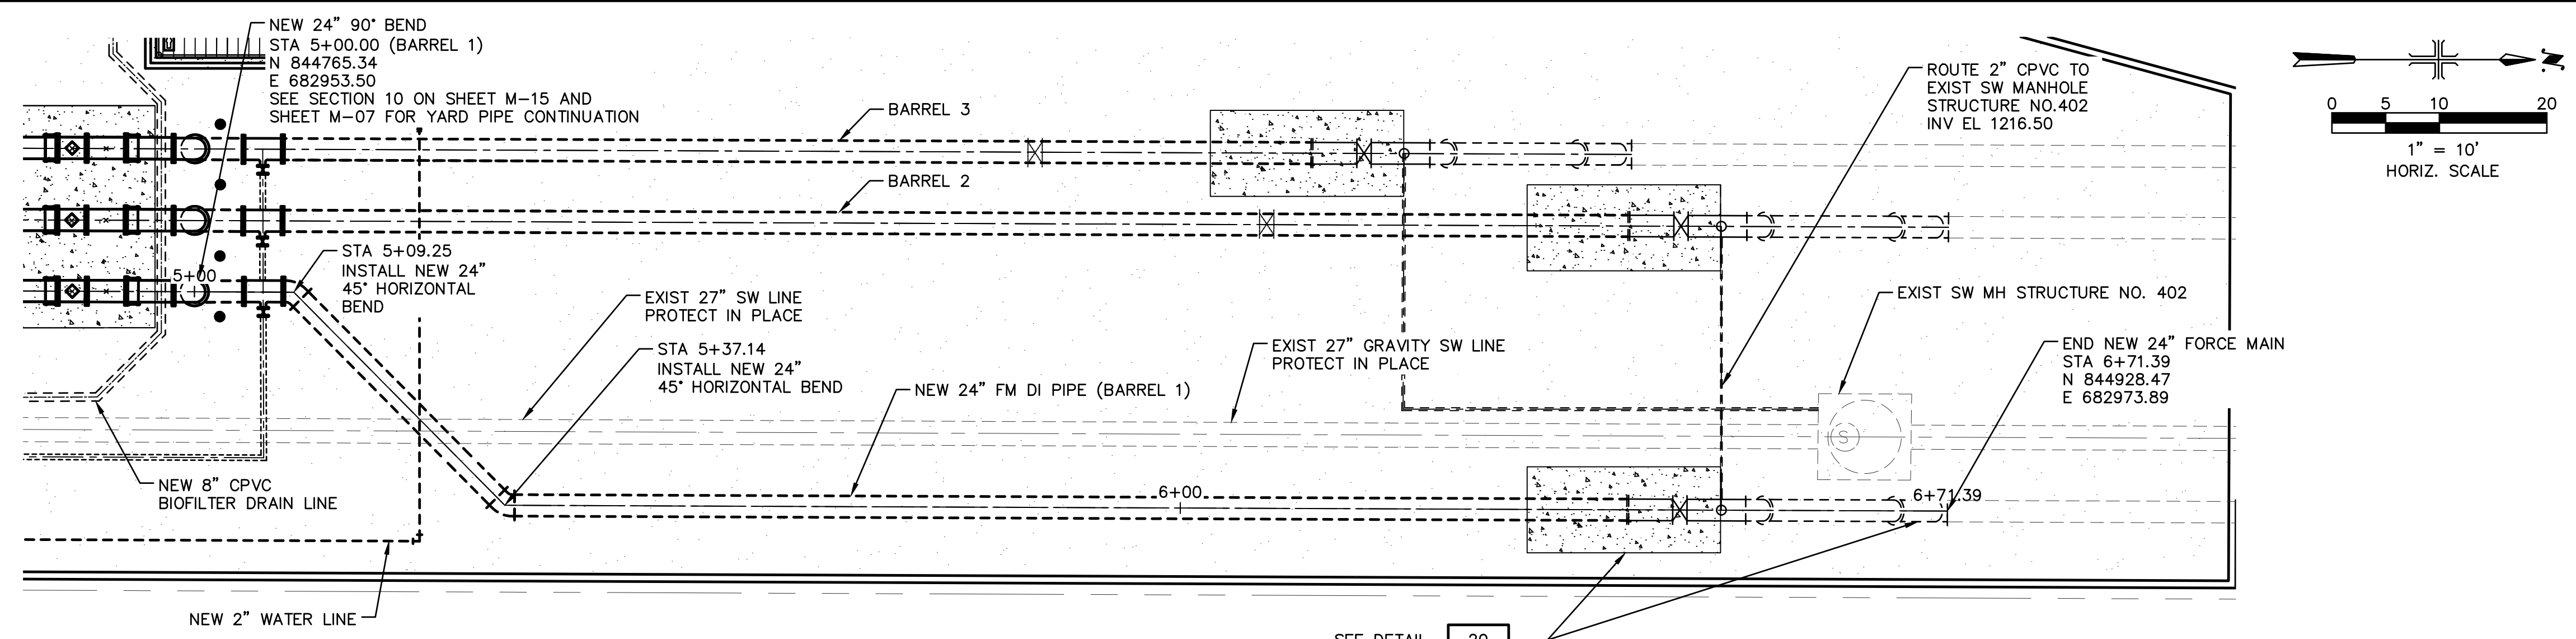 NEW 24" 90° BEND
STA 5+00.00 (BARREL 1)
N 844765.34
E 682953.50
SEE SECTION 10 ON SHEET M-15 AND
SHEET M-07 FOR YARD PIPE CONTINUATION
BARREL 3
BARREL 2
ROUTE 2" CPVC TO
EXIST SW MANHOLE
STRUCTURE NO.402
INV EL 1216.50
N
0 5 10 20
1" = 10'
HORIZ. SCALE
5+00
STA 5+09.25
INSTALL NEW 24"
45° HORIZONTAL
BEND
EXIST 27" SW LINE
PROTECT IN PLACE
STA 5+37.14
INSTALL NEW 24"
45° HORIZONTAL BEND
NEW 24" FM DI PIPE (BARREL 1)
EXIST 27" GRAVITY SW LINE
PROTECT IN PLACE
EXIST SW MH STRUCTURE NO. 402
END NEW 24" FORCE MAIN
STA 6+71.39
N 844928.47
E 682973.89
S
NEW 8" CPVC
BIOFILTER DRAIN LINE
6+00
6+71.39
NEW 2" WATER LINE
SEE DETAIL